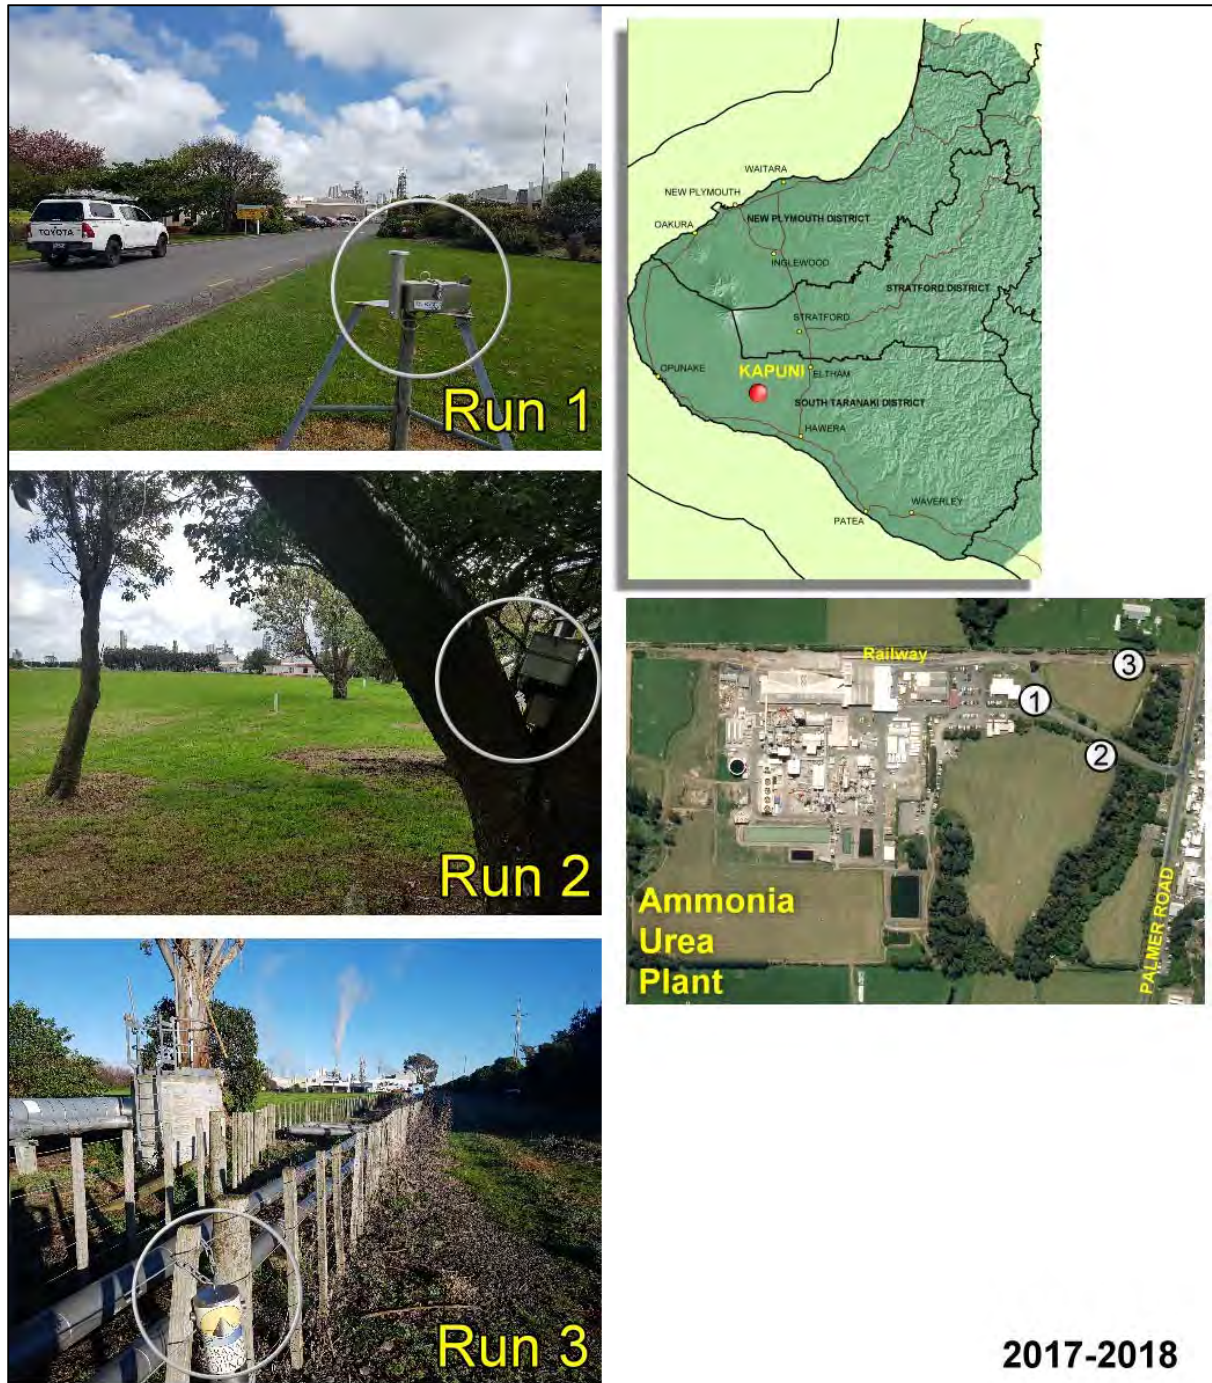 TOYOTA
Run 1
Run 2
Run 3
WAITARA
NEW PLYMOUTH
NEW PLYMOUTH DISTRICT
OAKURA
INGLEWOOD
STRATFORD DISTRICT
STRATFORD
OPUNAKE
KAPUNI
ELTHAM
SOUTH TARANAKI DISTRICT
HAWERA
WAVERLEY
PATEA
Railway
3
1
2
Ammonia
Urea
Plant
PALMER ROAD
2017-2018